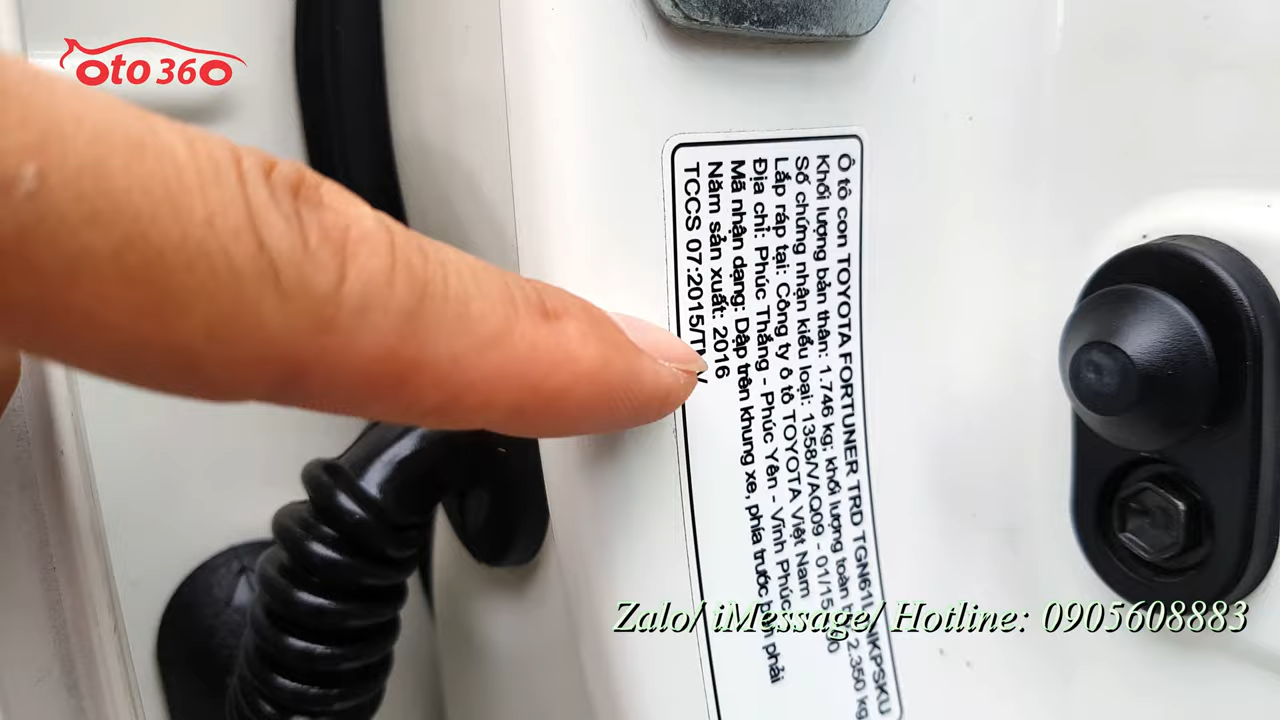 oto 360
Ô tô con TOYOTA FORTUNER TRD TGN61L NKPSKU
Khối lượng bản thân: 1.746 kg; khối lượng toàn bộ 2.350 kg
Số chứng nhận kiểu loại: 1358/VAQ09 - 01/15
Lắp ráp tại: Công ty ô tô TOYOTA Việt Nam
Địa chỉ: Phúc Thắng - Phúc Yên - Vĩnh Phúc
Mã nhận dạng: Dập trên khung xe, phía trước bên phải
Năm sản xuất: 2016
TCCS 07:2015/TMV
Zalo/ iMessage/ Hotline: 0905608883